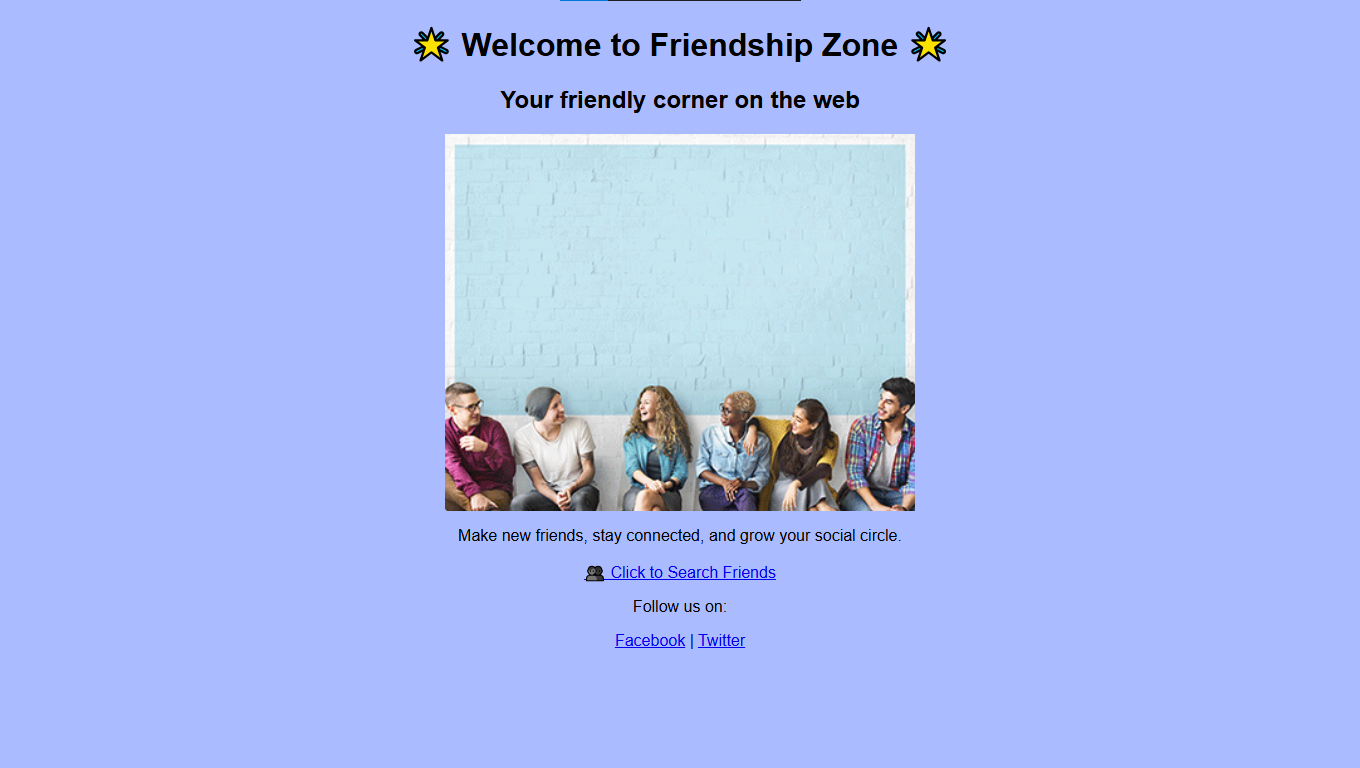 🌟 Welcome to Friendship Zone 🌟
Your friendly corner on the web
Make new friends, stay connected, and grow your social circle.
👥 Click to Search Friends
Follow us on:
Facebook | Twitter